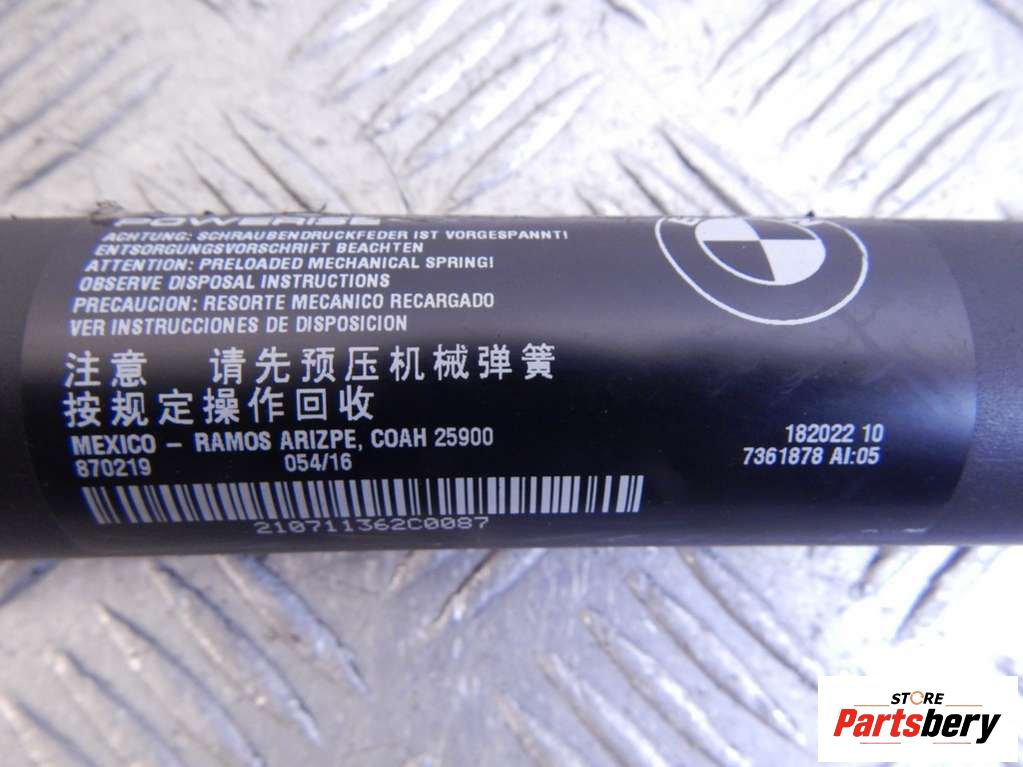 POWERISE
ACHTUNG: SCHRAUBENDRUCKFEDER IST VORGESPANNT!
ENTSORGUNGSVORSCHRIFT BEACHTEN
ATTENTION: PRELOADED MECHANICAL SPRING!
OBSERVE DISPOSAL INSTRUCTIONS
PRECAUCION: RESORTE MECANICO RECARGADO
VER INSTRUCCIONES DE DISPOSICION
注意 请先预压机械弹簧
按规定操作回收
MEXICO – RAMOS ARIZPE, COAH 25900
870219 054/16
182022 10
7361878 AI:05
210711362C0087
STORE
Partsbery